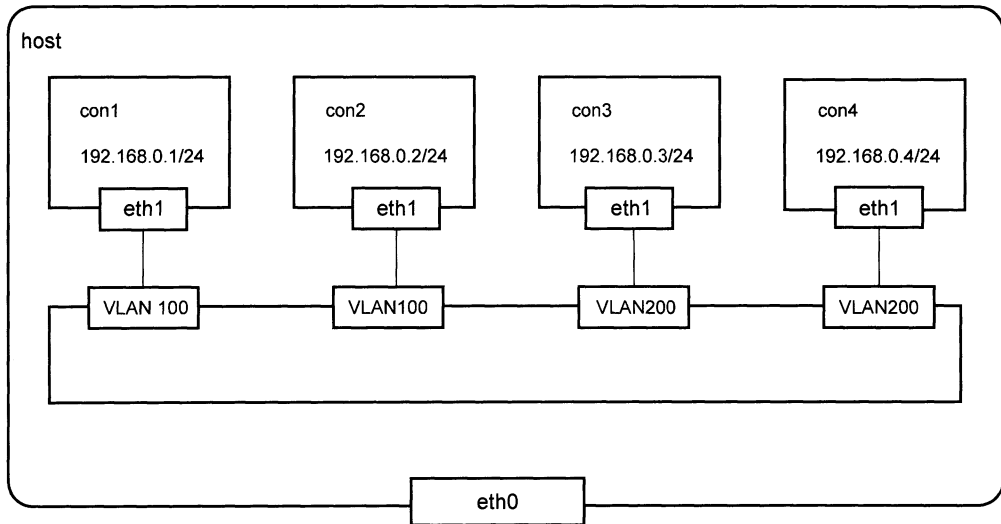 host
con1
192.168.0.1/24
eth1
con2
192.168.0.2/24
eth1
con3
192.168.0.3/24
eth1
con4
192.168.0.4/24
eth1
VLAN 100
VLAN100
VLAN200
VLAN200
eth0